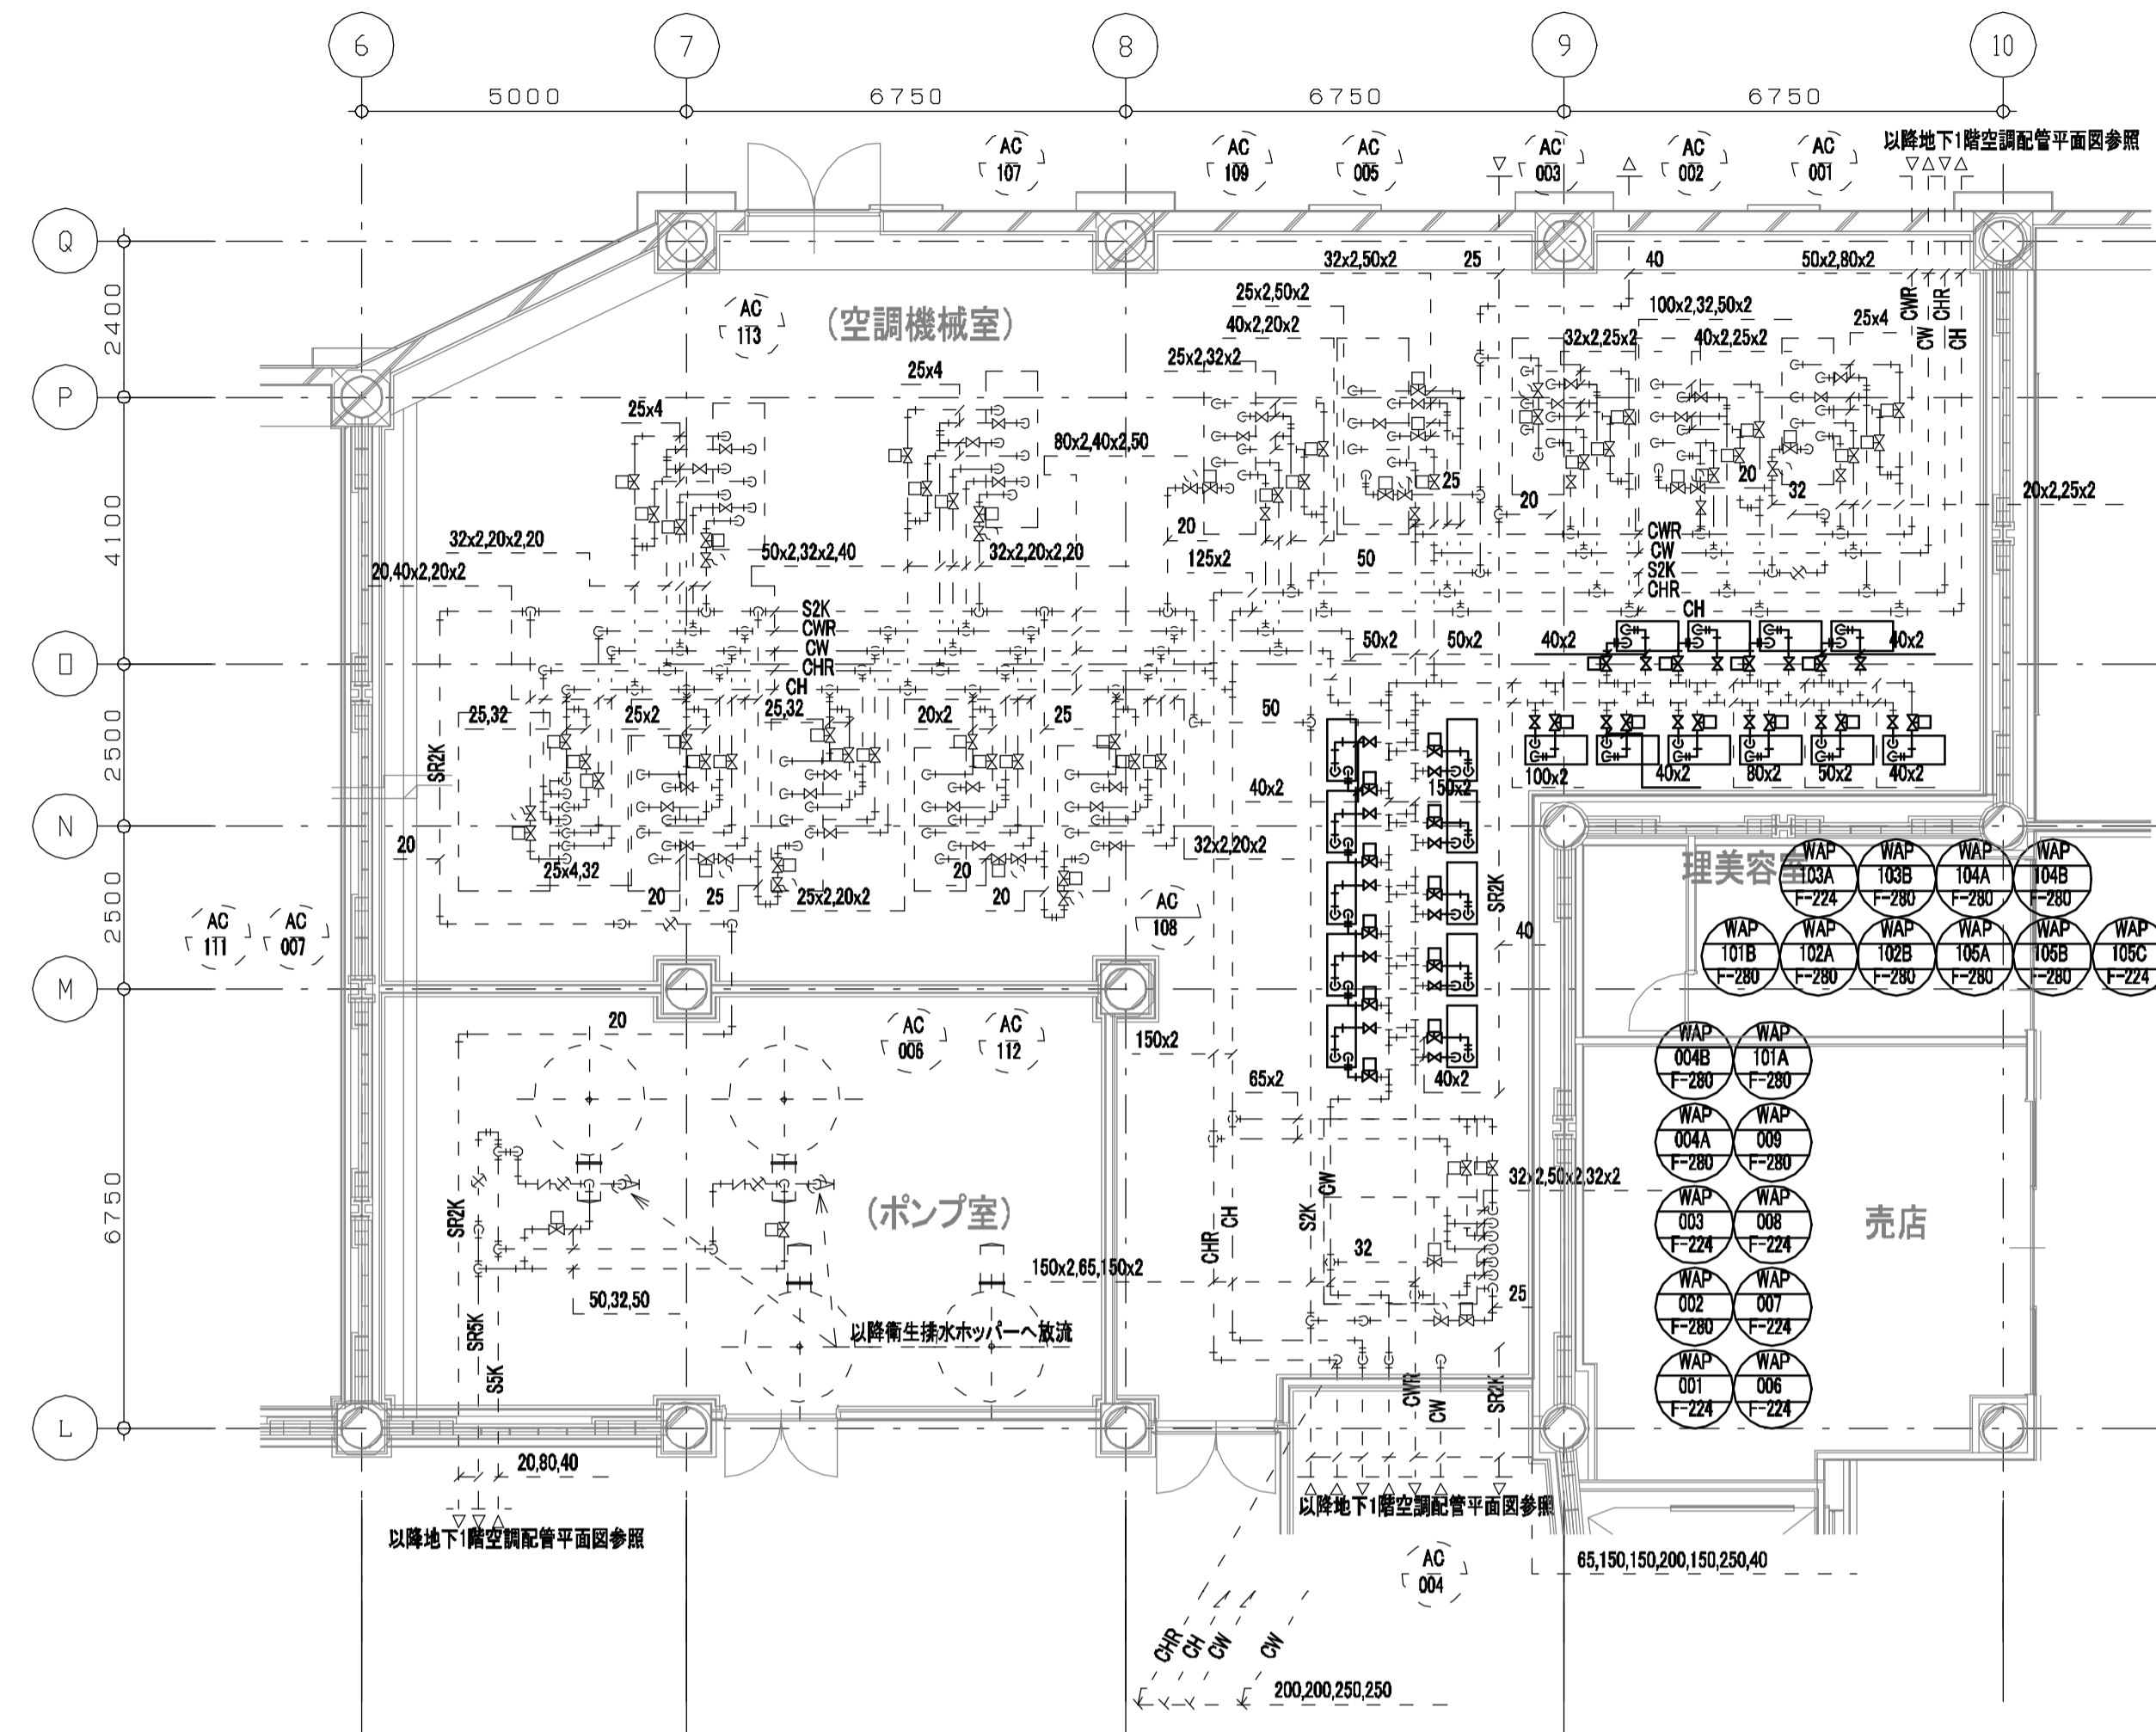 6
7
8
9
10
5000
6750
6750
6750
以降地下1階空調配管平面図参照
AC
107
AC
109
AC
005
AC
003
AC
002
AC
001
Q
P
O
N
M
L
2400
4100
2500
2500
6750
AC
113
(空調機械室)
32x2,50x2
25
40
50x2,80x2
25x2,50x2
40x2,20x2
100x2,32,50x2
25x4
CWR
CW
CHR
CH
25x2,32x2
32x2,25x2
40x2,25x2
25x4
25x4
80x2,40x2,50
25
20
20
32
20x2,25x2
20
32x2,20x2,20
50x2,32x2,40
32x2,20x2,20
125x2
50
CWR
CW
S2K
CHR
CH
20,40x2,20x2
S2K
CWR
CW
CHR
CH
50x2
50x2
40x2
40x2
25,32
25x2
25,32
20x2
25
50
SR2K
40x2
150x2
100x2
40x2
80x2
50x2
40x2
20
25x4,32
20
25
25x2,20x2
20
20
32x2,20x2
SR2K
40
理美容室
WAP
103A
F-224
WAP
103B
F-280
WAP
104A
F-280
WAP
104B
F-280
WAP
101B
F-280
WAP
102A
F-280
WAP
102B
F-280
WAP
105A
F-280
WAP
105B
F-280
WAP
105C
F-224
AC
111
AC
007
AC
108
20
AC
006
AC
112
150x2
65x2
40x2
WAP
004B
F-280
WAP
101A
F-280
WAP
004A
F-280
WAP
009
F-280
WAP
003
F-224
WAP
008
F-224
WAP
002
F-280
WAP
007
F-224
WAP
001
F-224
WAP
006
F-224
売店
SR2K
(ポンプ室)
CHR
CH
S2K
CW
32x2,50x2,32x2
32
150x2,65,150x2
25
50,32,50
以降衛生排水ホッパーへ放流
SR5K
S5K
CWR
CW
SR2K
20,80,40
以降地下1階空調配管平面図参照
以降地下1階空調配管平面図参照
65,150,150,200,150,250,40
AC
004
CHR
CH
CW
CW
200,200,250,250